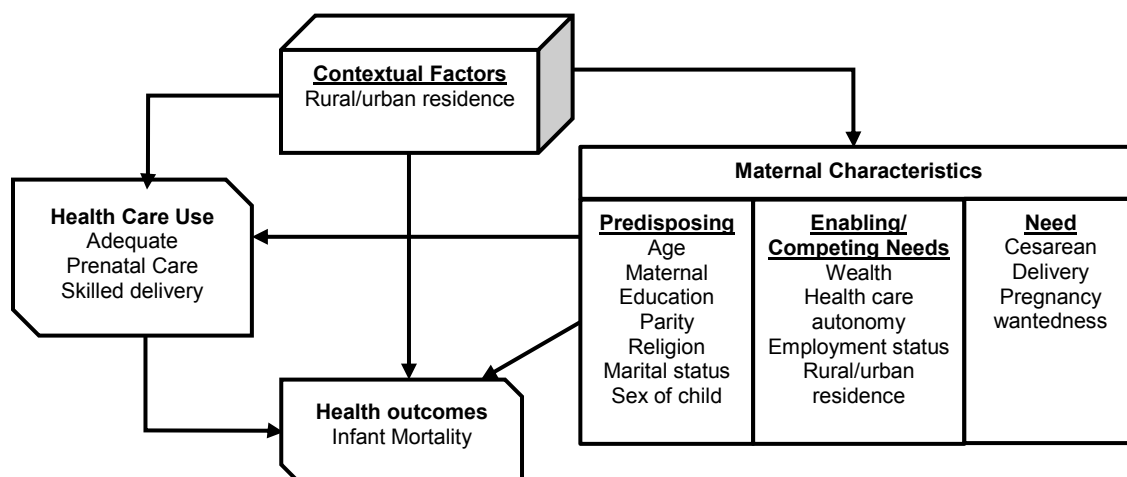 Contextual Factors
Rural/urban residence
Health Care Use
Adequate
Prenatal Care
Skilled delivery
Health outcomes
Infant Mortality
Maternal Characteristics
Predisposing
Age
Maternal
Education
Parity
Religion
Marital status
Sex of child
Enabling/
Competing Needs
Wealth
Health care
autonomy
Employment status
Rural/urban
residence
Need
Cesarean
Delivery
Pregnancy
wantedness